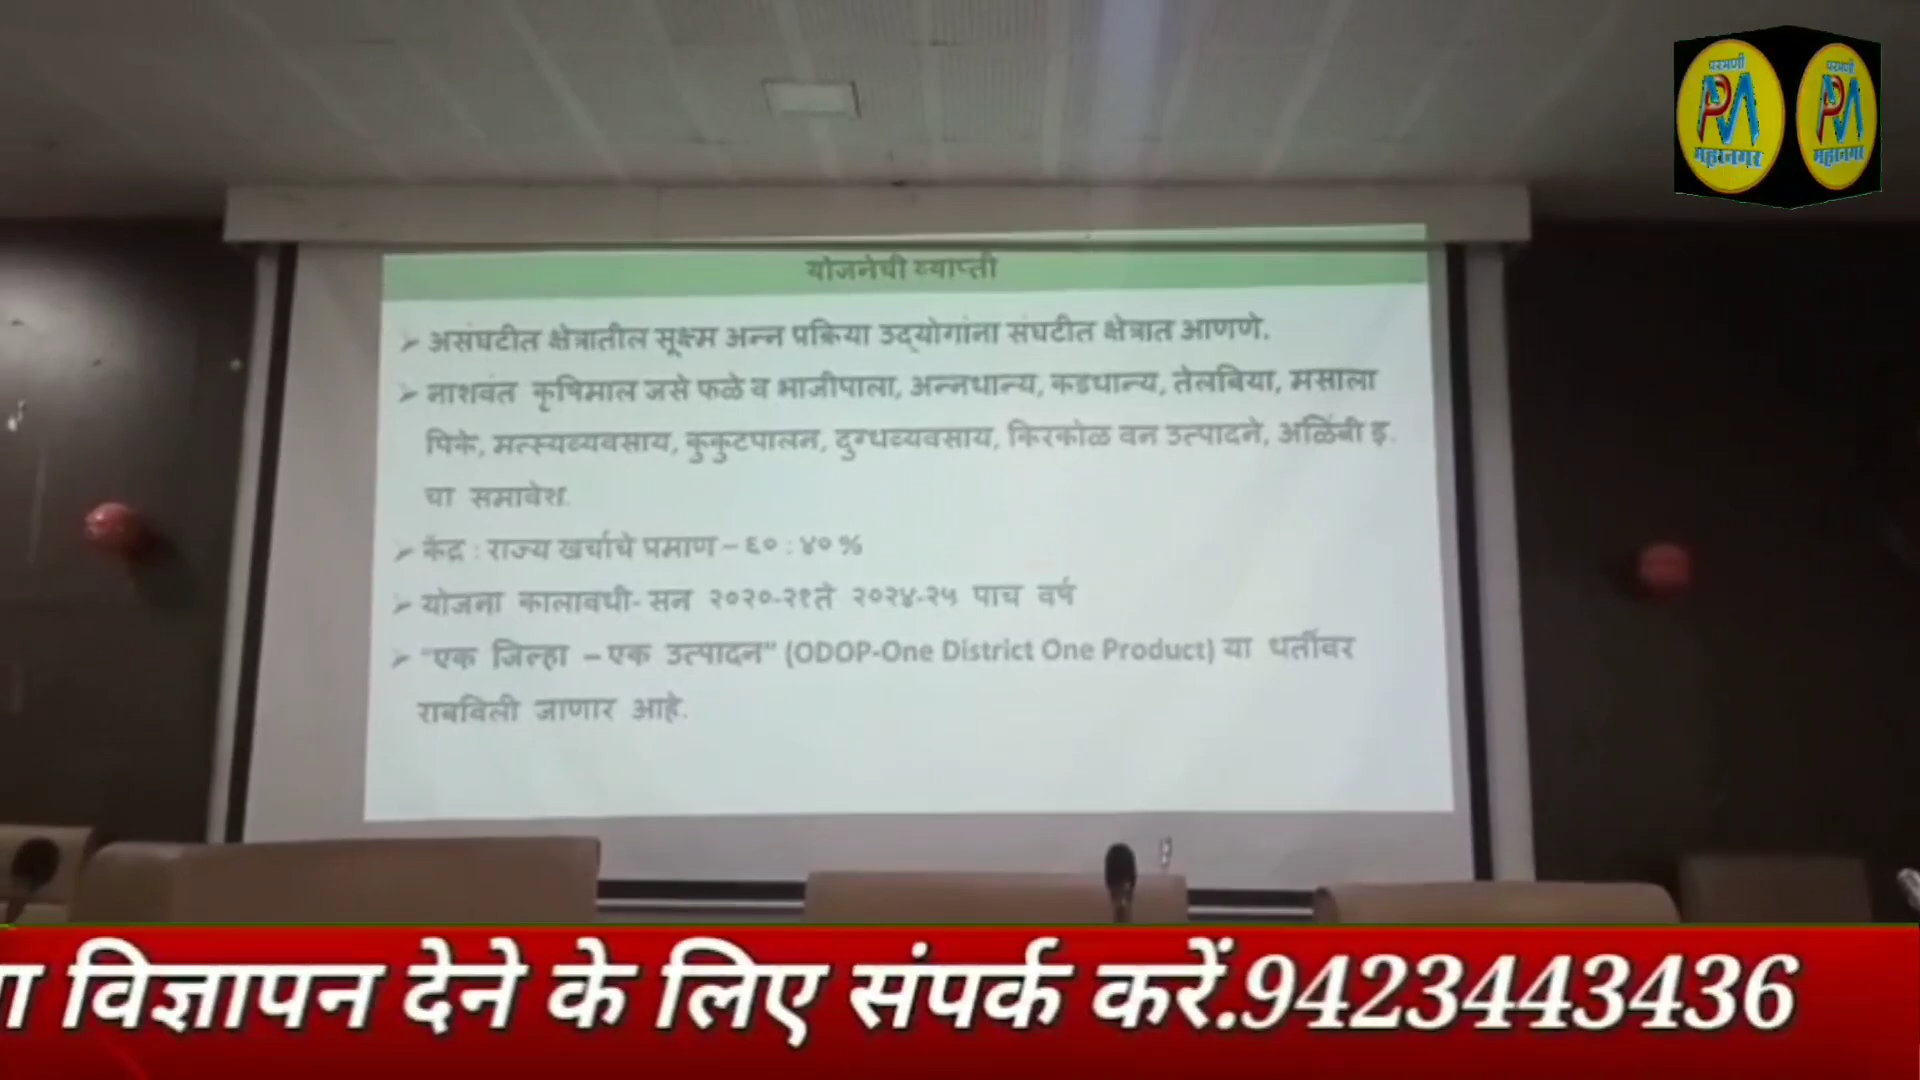 परभणी
महानगर
परभणी
महानगर
योजनेची व्याप्ती
➢ असंघटीत क्षेत्रातील सूक्ष्म अन्न प्रक्रिया उद्योगांना संघटीत क्षेत्रात आणणे.
➢ नाशवंत कृषिमाल जसे फळे व भाजीपाला, अन्नधान्य, कडधान्य, तेलबिया, मसाला
पिके, मत्स्यव्यवसाय, कुकुटपालन, दुग्धव्यवसाय, किरकोळ वन उत्पादने, अळिंबी इ.
चा समावेश.
➢ केंद्र : राज्य खर्चाचे प्रमाण – ६० : ४० %
➢ योजना कालावधी- सन २०२०-२१ते २०२४-२५ पाच वर्ष
➢ "एक जिल्हा – एक उत्पादन" (ODOP-One District One Product) या धर्तीवर
राबविली जाणार आहे.
विज्ञापन देने के लिए संपर्क करें.9423443436